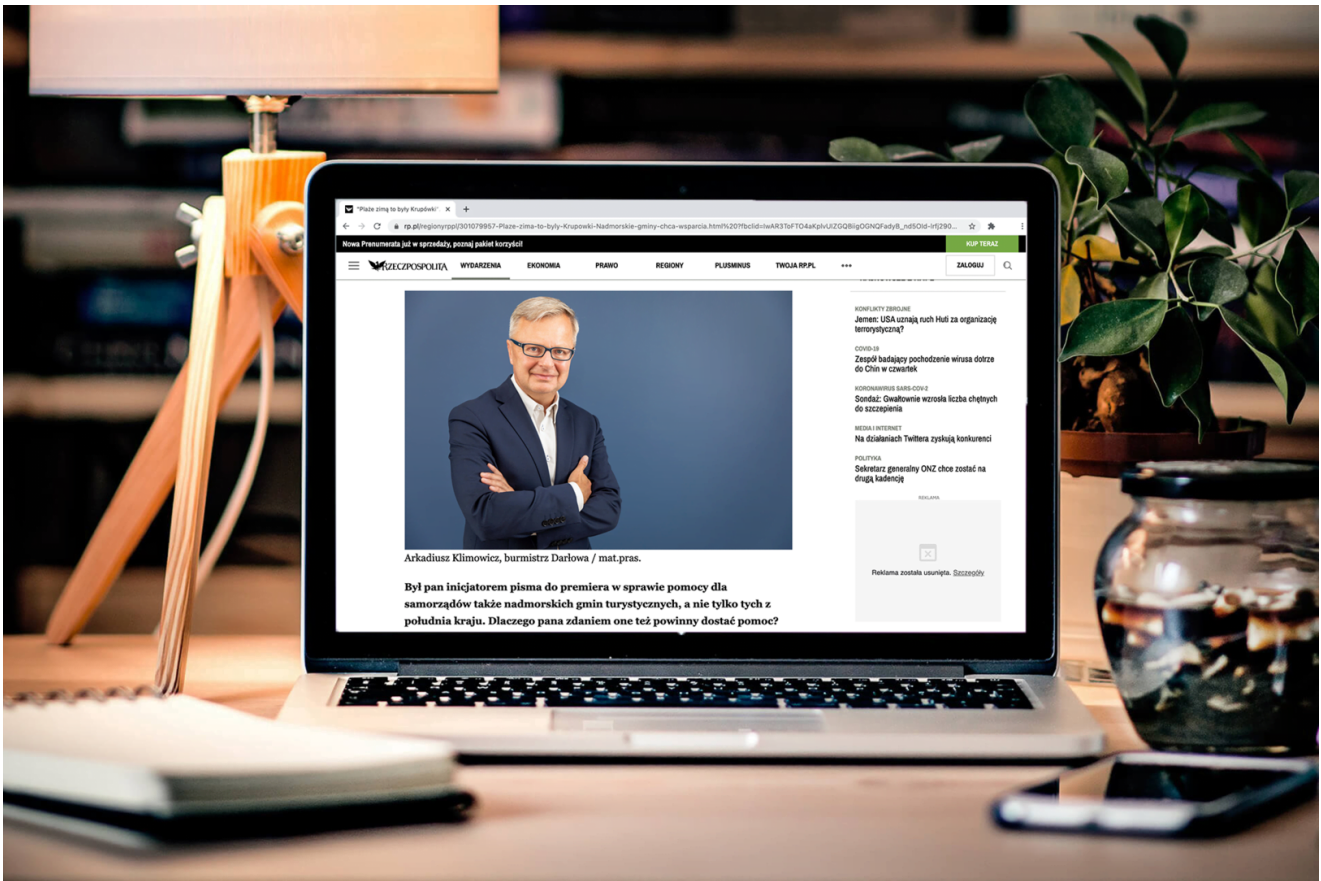 "Plaże zimą to były Krupówki"
rp.pl/regionyrppl/301079957-Plaze-zima-to-byly-Krupowki-Nadmorskie-gminy-chca-wsparcia.html%20?fbclid=
Nowa Prenumerata już w sprzedaży, poznaj pakiet korzyści!
KUP TERAZ
RZECZPOSPOLITA WYDARZENIA EKONOMIA PRAWO REGIONY PLUSMINUS TWOJA RP.PL ••• ZALOGUJ
Arkadiusz Klimowicz, burmistrz Darłowa / mat.pras.
Był pan inicjatorem pisma do premiera w sprawie pomocy dla
samorządów także nadmorskich gmin turystycznych, a nie tylko tych z
południa kraju. Dlaczego pana zdaniem one też powinny dostać pomoc?
KONFLIKTY ZBROJNE
Jemen: USA uznają ruch Huti za organizację
terrorystyczną?
COVID-19
Zespół badający pochodzenie wirusa dotrze
do Chin w czwartek
KORONAWIRUS SARS-COV-2
Sondaż: Gwałtownie wzrosła liczba chętnych
do szczepienia
MEDIA I INTERNET
Na działaniach Twittera zyskują konkurenci
POLITYKA
Sekretarz generalny ONZ chce zostać na
drugą kadencję
REKLAMA
Reklama została usunięta. Szczegóły